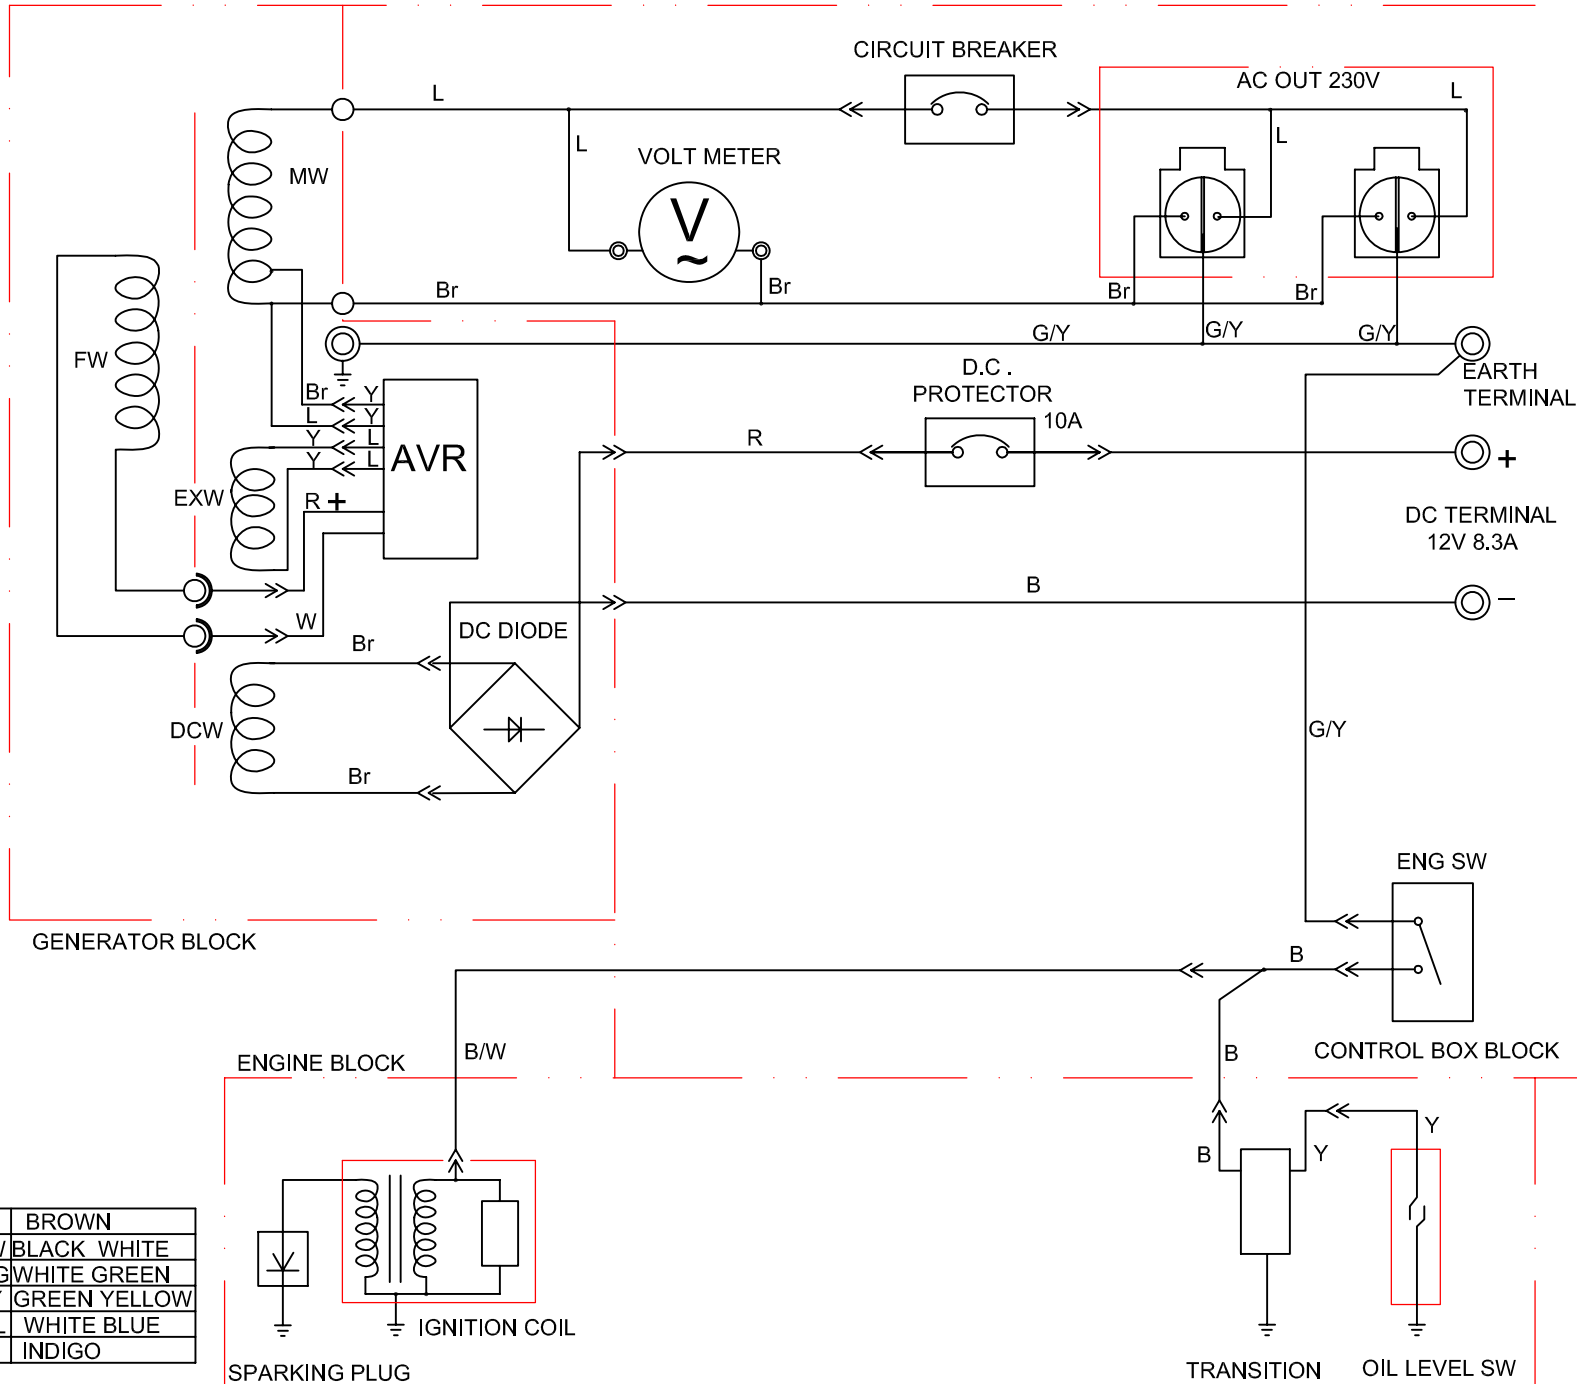 CIRCUIT BREAKER
AC OUT 230V
L
L
L
L
MW
VOLT METER
V
~
Br
Br
Br
Br
G/Y
G/Y
G/Y
FW
EARTH
TERMINAL
D.C .
PROTECTOR
10A
Br
Y
L
Y
Y
L
Y
L
AVR
R
+
EXW
R +
DC TERMINAL
12V 8.3A
B
−
W
DC DIODE
Br
DCW
Br
G/Y
ENG SW
GENERATOR BLOCK
B
B/W
B
CONTROL BOX BLOCK
ENGINE BLOCK
Y
B
Y
BROWN
BLACK WHITE
WHITE GREEN
GREEN YELLOW
WHITE BLUE
INDIGO
IGNITION COIL
SPARKING PLUG
TRANSITION
OIL LEVEL SW